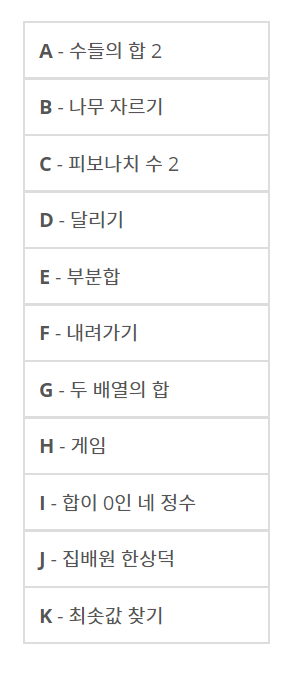 A - 수들의 합 2
B - 나무 자르기
C - 피보나치 수 2
D - 달리기
E - 부분합
F - 내려가기
G - 두 배열의 합
H - 게임
I - 합이 0인 네 정수
J - 집배원 한상덕
K - 최솟값 찾기